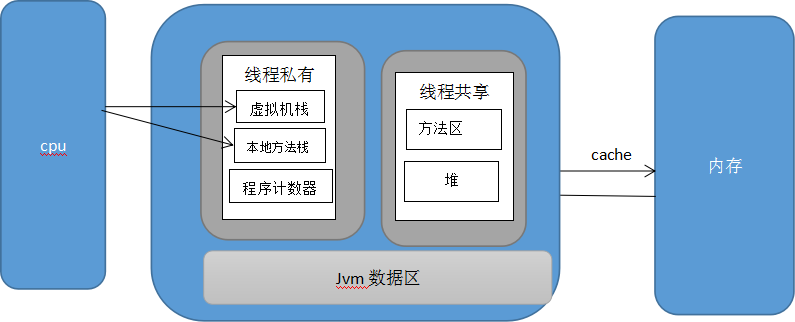 cpu
线程私有
虚拟机栈
本地方法栈
程序计数器
线程共享
方法区
堆
Jvm 数据区
cache
内存